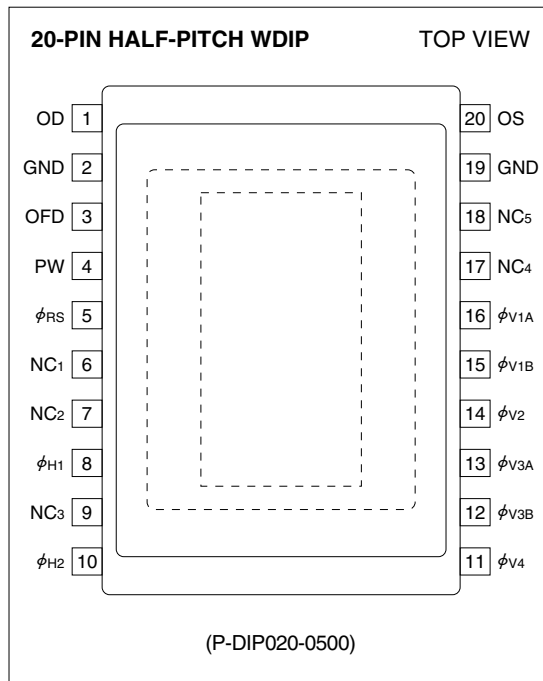 20-PIN HALF-PITCH WDIP TOP VIEW
OD 1 20 OS
GND 2 19 GND
OFD 3 18 NC5
PW 4 17 NC4
ϕRS 5 16 ϕV1A
NC1 6 15 ϕV1B
NC2 7 14 ϕV2
ϕH1 8 13 ϕV3A
NC3 9 12 ϕV3B
ϕH2 10 11 ϕV4
(P-DIP020-0500)